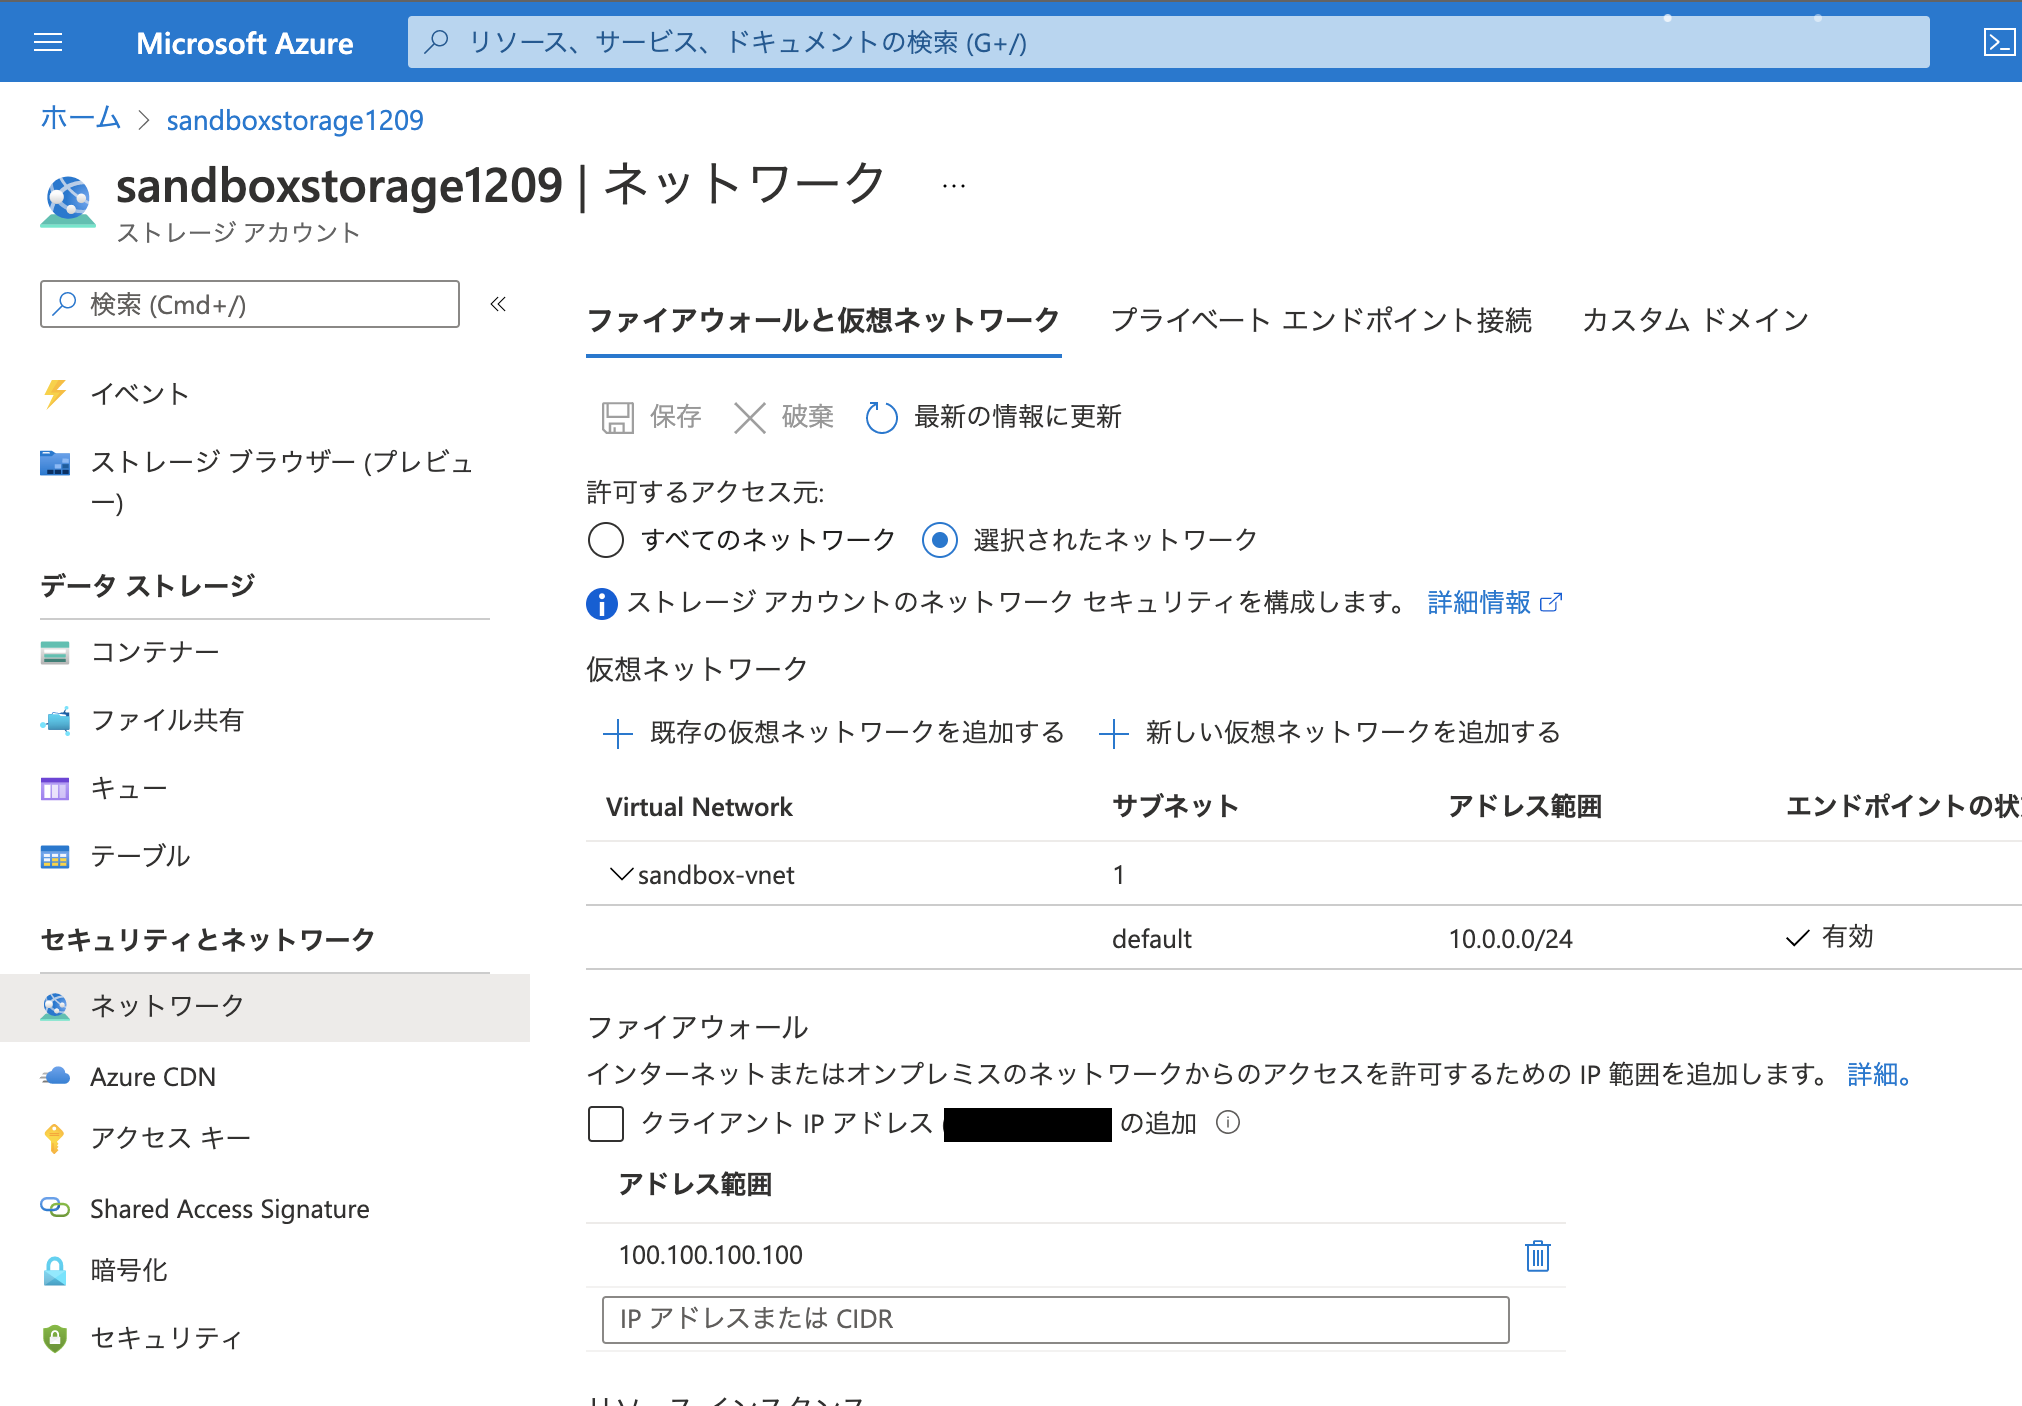 Microsoft Azure
リソース、サービス、ドキュメントの検索 (G+/)
ホーム > sandboxstorage1209
sandboxstorage1209 | ネットワーク ...
ストレージ アカウント
検索 (Cmd+/) «
イベント
ストレージ ブラウザー (プレビュ
ー)
データ ストレージ
コンテナー
ファイル共有
キュー
テーブル
セキュリティとネットワーク
ネットワーク
Azure CDN
アクセス キー
Shared Access Signature
暗号化
セキュリティ
ファイアウォールと仮想ネットワーク プライベート エンドポイント接続 カスタム ドメイン
保存 破棄 最新の情報に更新
許可するアクセス元:
すべてのネットワーク 選択されたネットワーク
ストレージ アカウントのネットワーク セキュリティを構成します。 詳細情報
仮想ネットワーク
既存の仮想ネットワークを追加する 新しい仮想ネットワークを追加する
Virtual Network サブネット アドレス範囲 エンドポイントの状
sandbox-vnet 1
default 10.0.0.0/24 有効
ファイアウォール
インターネットまたはオンプレミスのネットワークからのアクセスを許可するための IP 範囲を追加します。 詳細。
クライアント IP アドレス の追加
アドレス範囲
100.100.100.100
IP アドレスまたは CIDR
リソース インスタンス